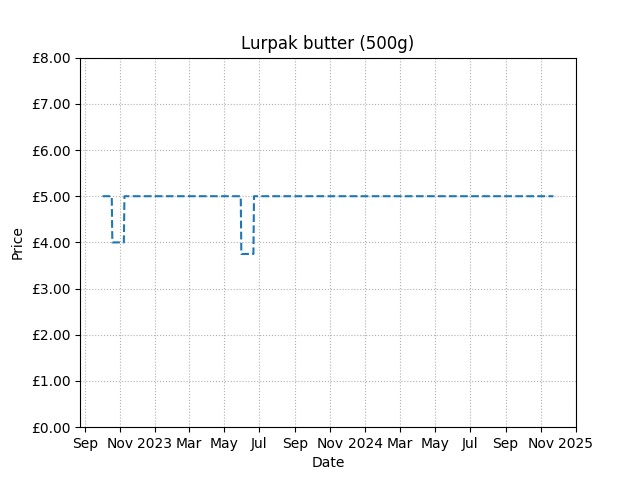 Lurpak butter (500g)
£8.00
£7.00
£6.00
£5.00
£4.00
£3.00
£2.00
£1.00
£0.00
Price
Sep Nov 2023 Mar May Jul Sep Nov 2024 Mar May Jul Sep Nov 2025
Date